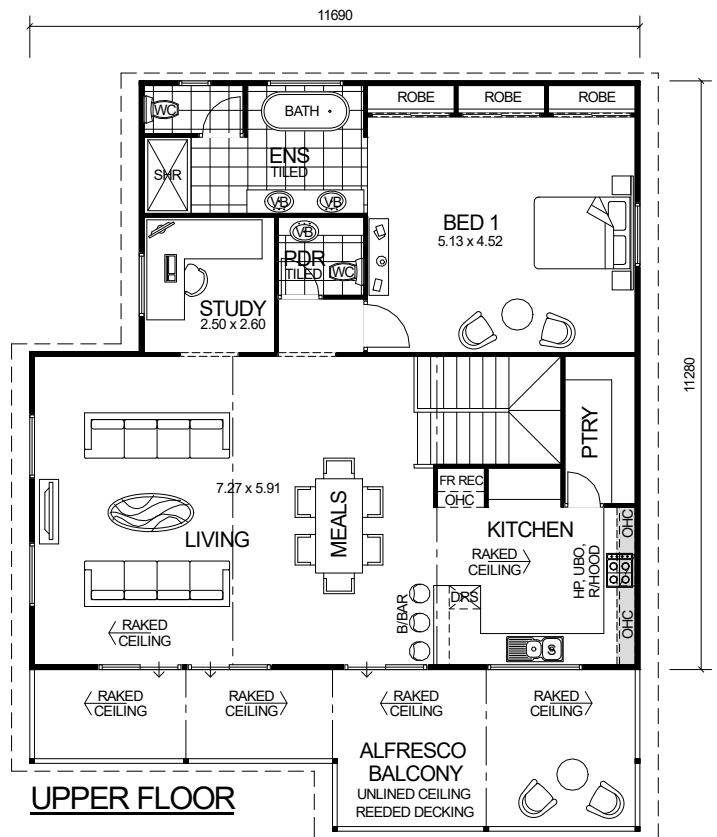 11690
ROBE ROBE ROBE
WC
BATH
ENS
TILED
SHR
VB VB
VB
PDR
TILED
WC
BED 1
5.13 x 4.52
STUDY
2.50 x 2.60
11280
PTRY
FR REC
OHC
7.27 x 5.91
LIVING
MEALS
KITCHEN
RAKED
CEILING
HP, UBO,
R/HOOD
OHC
OHC
DRS
B/BAR
S
RAKED
CEILING
RAKED
CEILING
RAKED
CEILING
RAKED
CEILING
RAKED
CEILING
ALFRESCO
BALCONY
UNLINED CEILING
REEDED DECKING
UPPER FLOOR